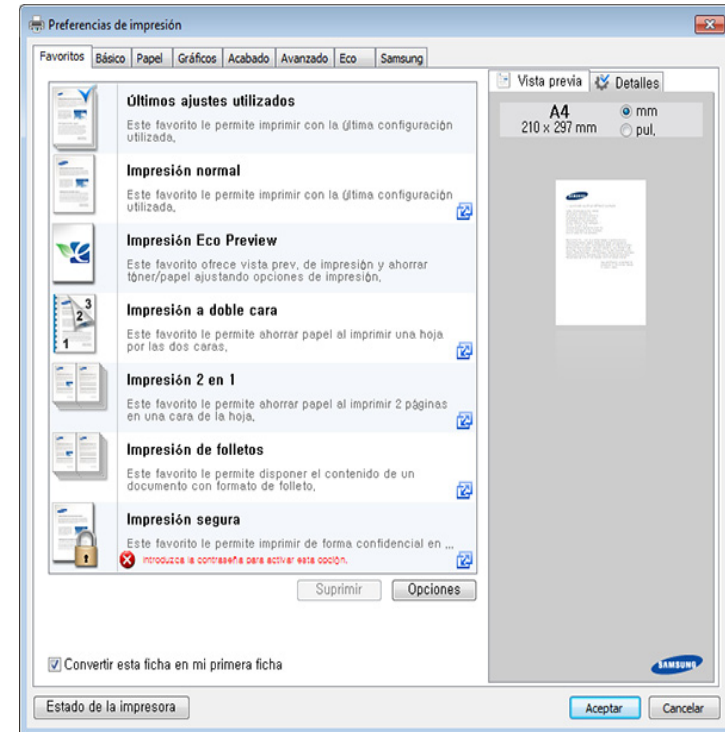 Preferencias de impresión
Favoritos Básico Papel Gráficos Acabado Avanzado Eco Samsung
Últimos ajustes utilizados
Este favorito le permite imprimir con la última configuración
utilizada.
Impresión normal
Este favorito le permite imprimir con la última configuración
utilizada.
Impresión Eco Preview
Este favorito ofrece vista prev. de impresión y ahorrar
tóner/papel ajustando opciones de impresión.
3
2
1
Impresión a doble cara
Este favorito le permite ahorrar papel al imprimir una hoja
por las dos caras.
Impresión 2 en 1
Este favorito le permite ahorrar papel al imprimir 2 páginas
en una cara de la hoja.
Impresión de folletos
Este favorito le permite disponer el contenido de un
documento con formato de folleto.
Impresión segura
Este favorito le permite imprimir de forma confidencial en ...
Introduzca la contraseña para activar esta opción.
Suprimir Opciones
Convertir esta ficha en mi primera ficha
Estado de la impresora
Vista previa Detalles
A4 mm
210 x 297 mm pul.
SAMSUNG
SAMSUNG
Aceptar Cancelar